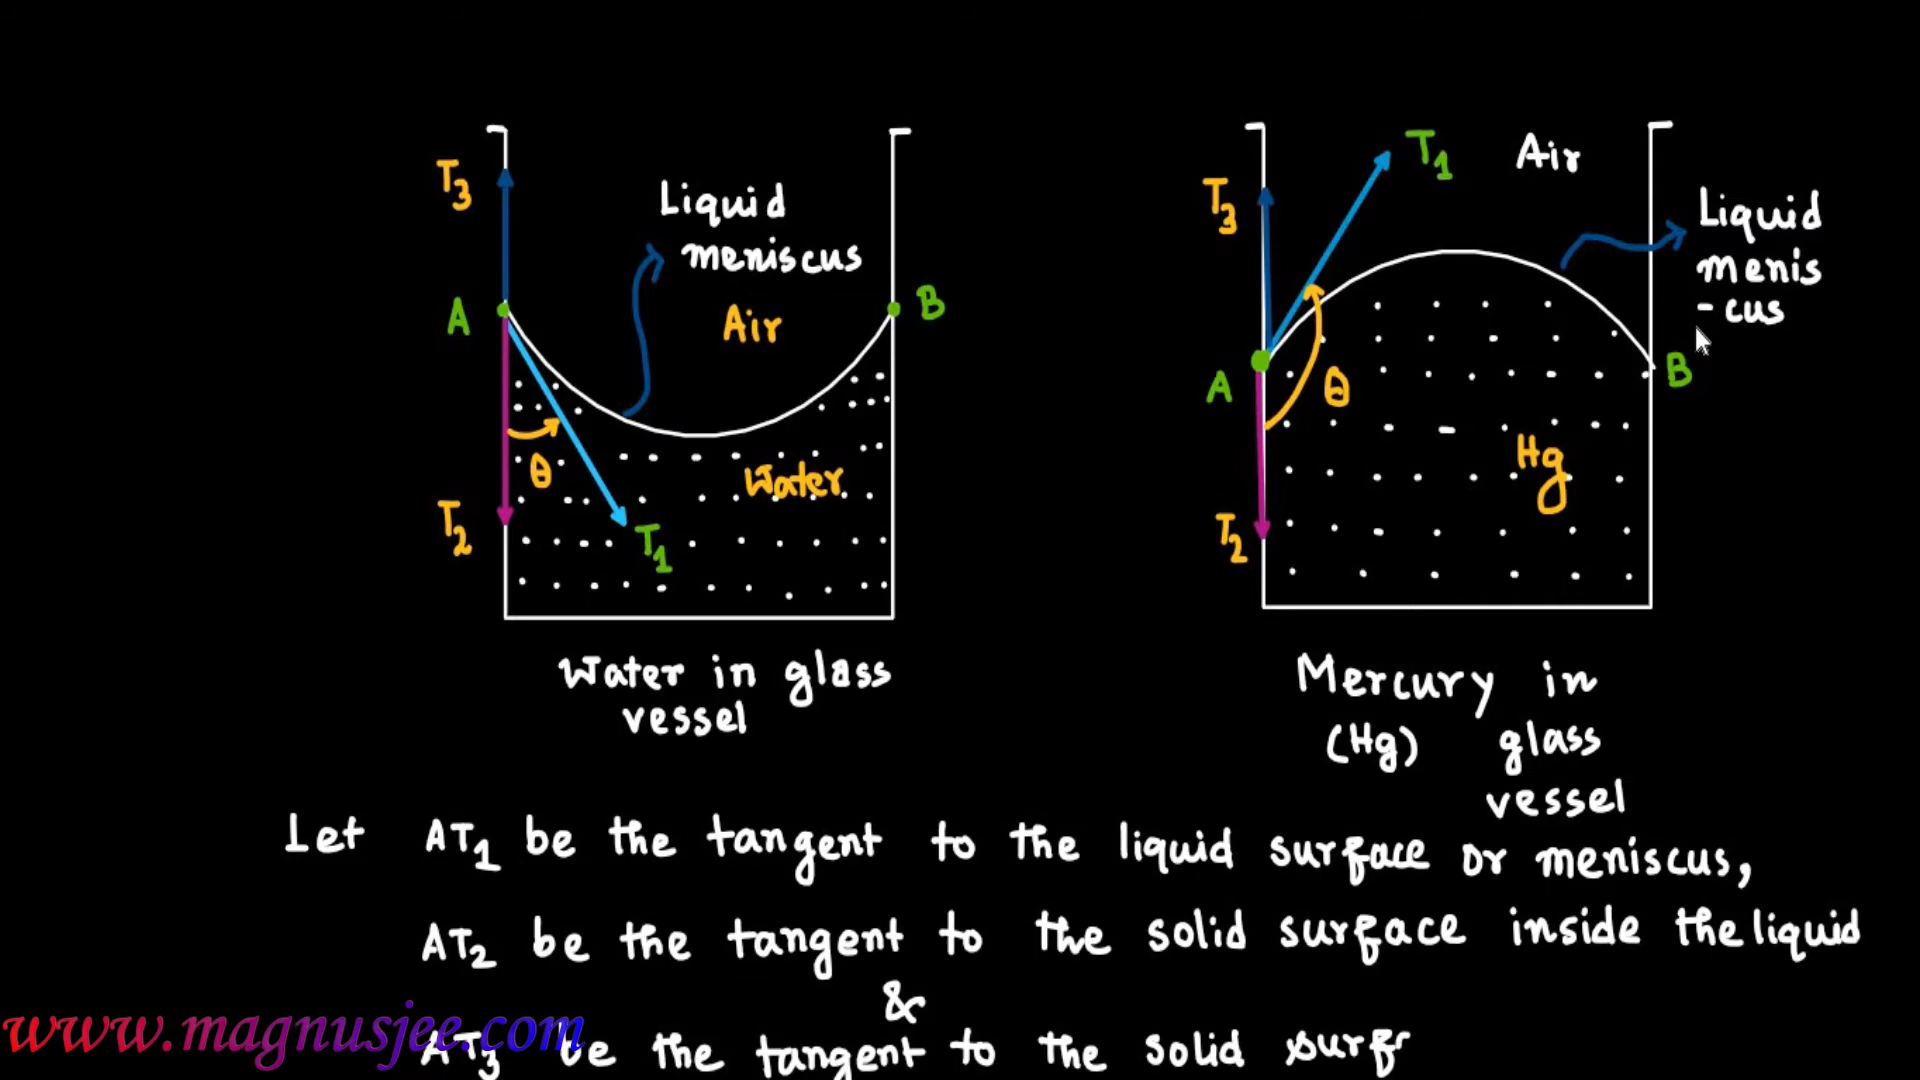 T3
Liquid
meniscus
A
Air
B
θ
Water
T2
T1
Water in glass
vessel
T1
Air
T3
Liquid
menis
-cus
A
θ
B
Hg
T2
Mercury in
(Hg) glass
vessel
Let AT1 be the tangent to the liquid surface or meniscus,
AT2 be the tangent to the solid surface inside the liquid
&
AT3 be the tangent to the solid surf
www.magnusjee.com